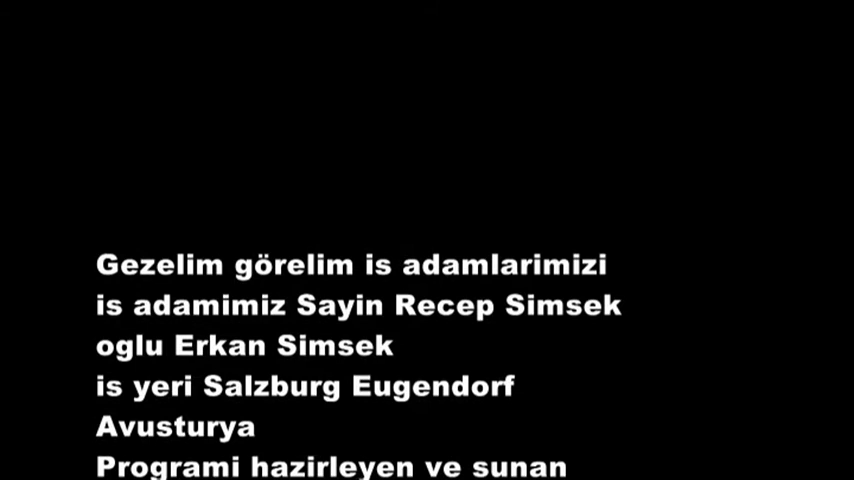 Gezelim görelim is adamlarimizi
is adamimiz Sayin Recep Simsek
oglu Erkan Simsek
is yeri Salzburg Eugendorf
Avusturya
Programi hazirleyen ve sunan